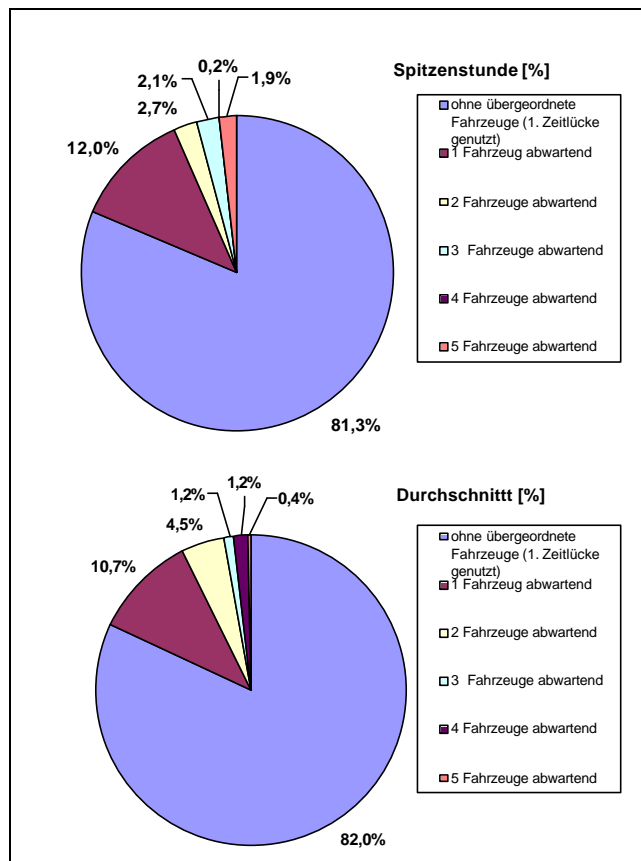 Spitzenstunde [%]
0,2%
2,1%
1,9%
2,7%
12,0%
81,3%
ohne übergeordnete
Fahrzeuge (1. Zeitlücke
genutzt)
1 Fahrzeug abwartend
2 Fahrzeuge abwartend
3 Fahrzeuge abwartend
4 Fahrzeuge abwartend
5 Fahrzeuge abwartend
Durchschnittt [%]
1,2%
1,2%
0,4%
4,5%
10,7%
82,0%
ohne übergeordnete
Fahrzeuge (1. Zeitlücke
genutzt)
1 Fahrzeug abwartend
2 Fahrzeuge abwartend
3 Fahrzeuge abwartend
4 Fahrzeuge abwartend
5 Fahrzeuge abwartend